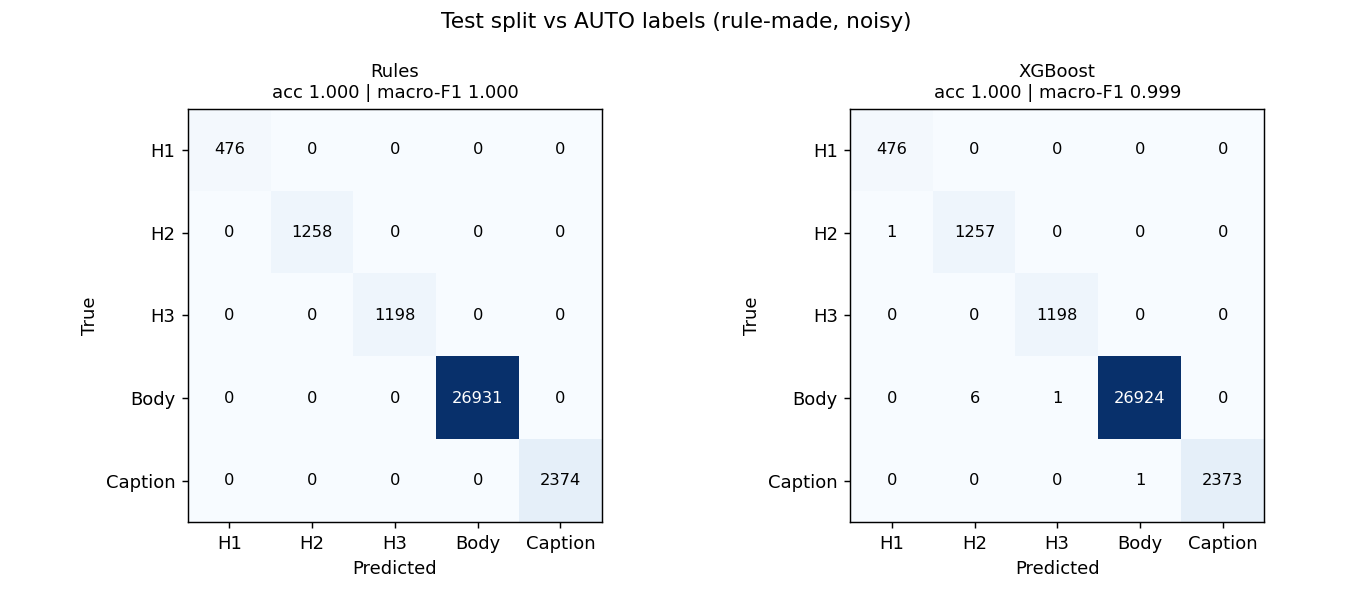 Test split vs AUTO labels (rule-made, noisy)
Rules
acc 1.000 | macro-F1 1.000
H1 476 0 0 0 0
H2 0 1258 0 0 0
H3 0 0 1198 0 0
Body 0 0 0 26931 0
Caption 0 0 0 0 2374
True
H1 H2 H3 Body Caption
Predicted
XGBoost
acc 1.000 | macro-F1 0.999
H1 476 0 0 0 0
H2 1 1257 0 0 0
H3 0 0 1198 0 0
Body 0 6 1 26924 0
Caption 0 0 0 1 2373
True
H1 H2 H3 Body Caption
Predicted